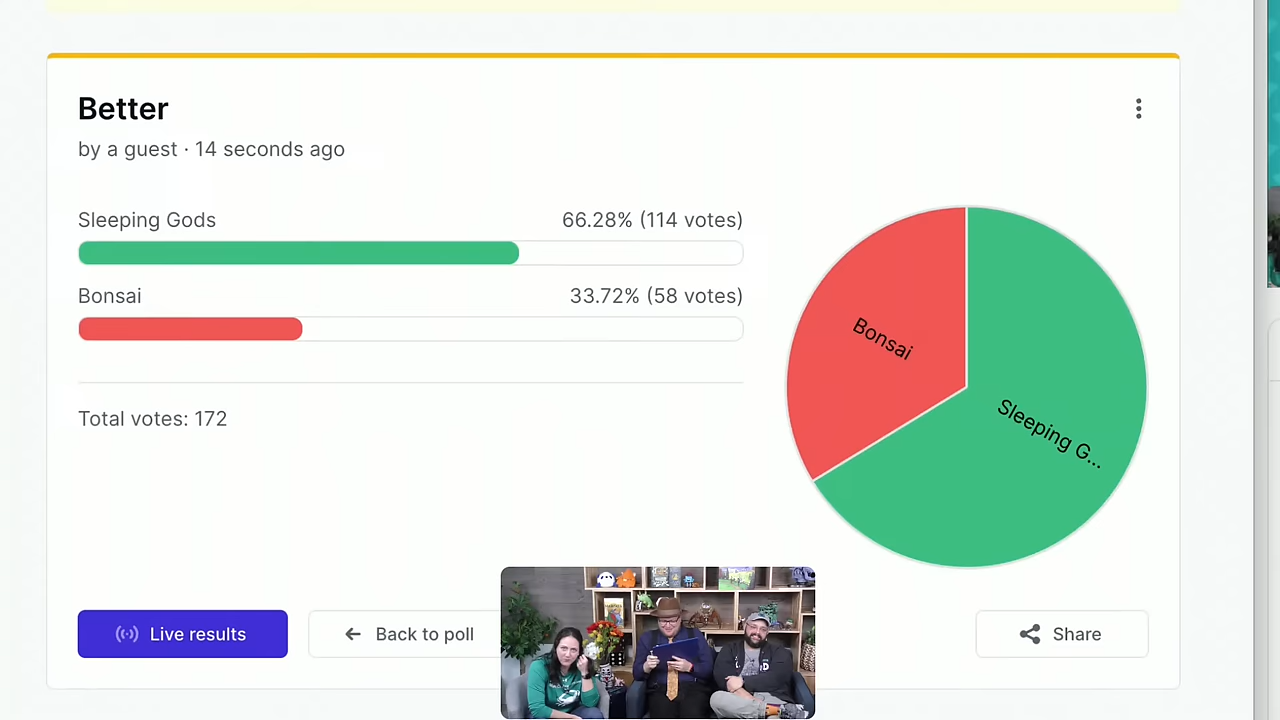 Better
by a guest · 14 seconds ago
Sleeping Gods 66.28% (114 votes)
Bonsai 33.72% (58 votes)
Total votes: 172
Bonsai
Sleeping G...
Live results
Back to poll
Share